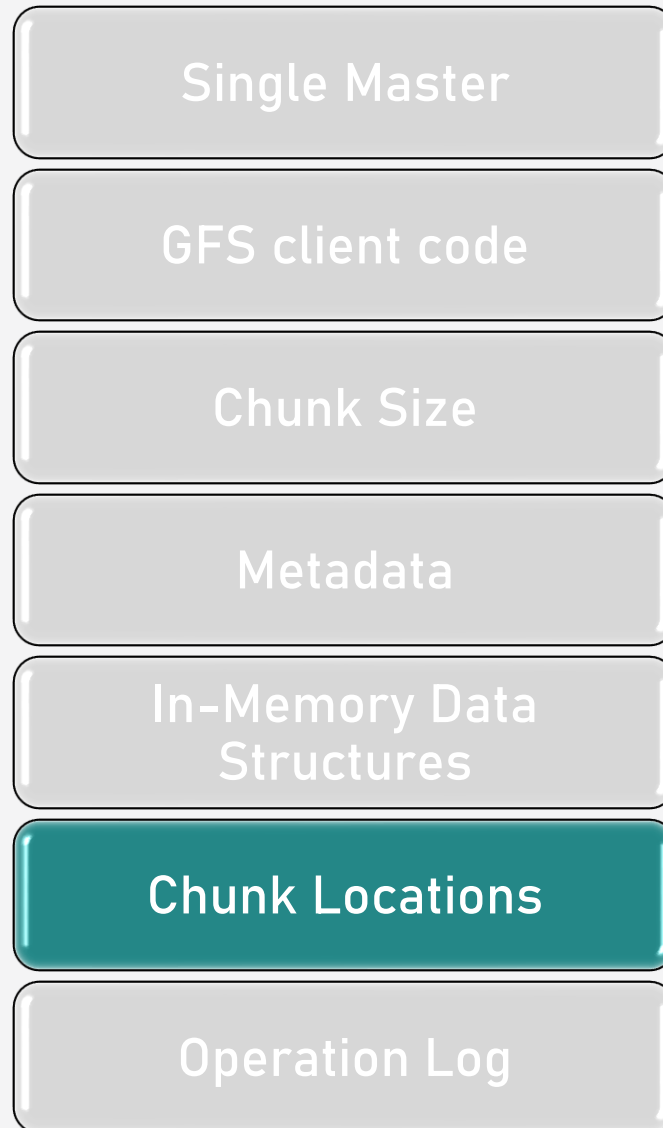 Single Master
GFS client code
Chunk Size
Metadata
In-Memory Data
Structures
Chunk Locations
Operation Log